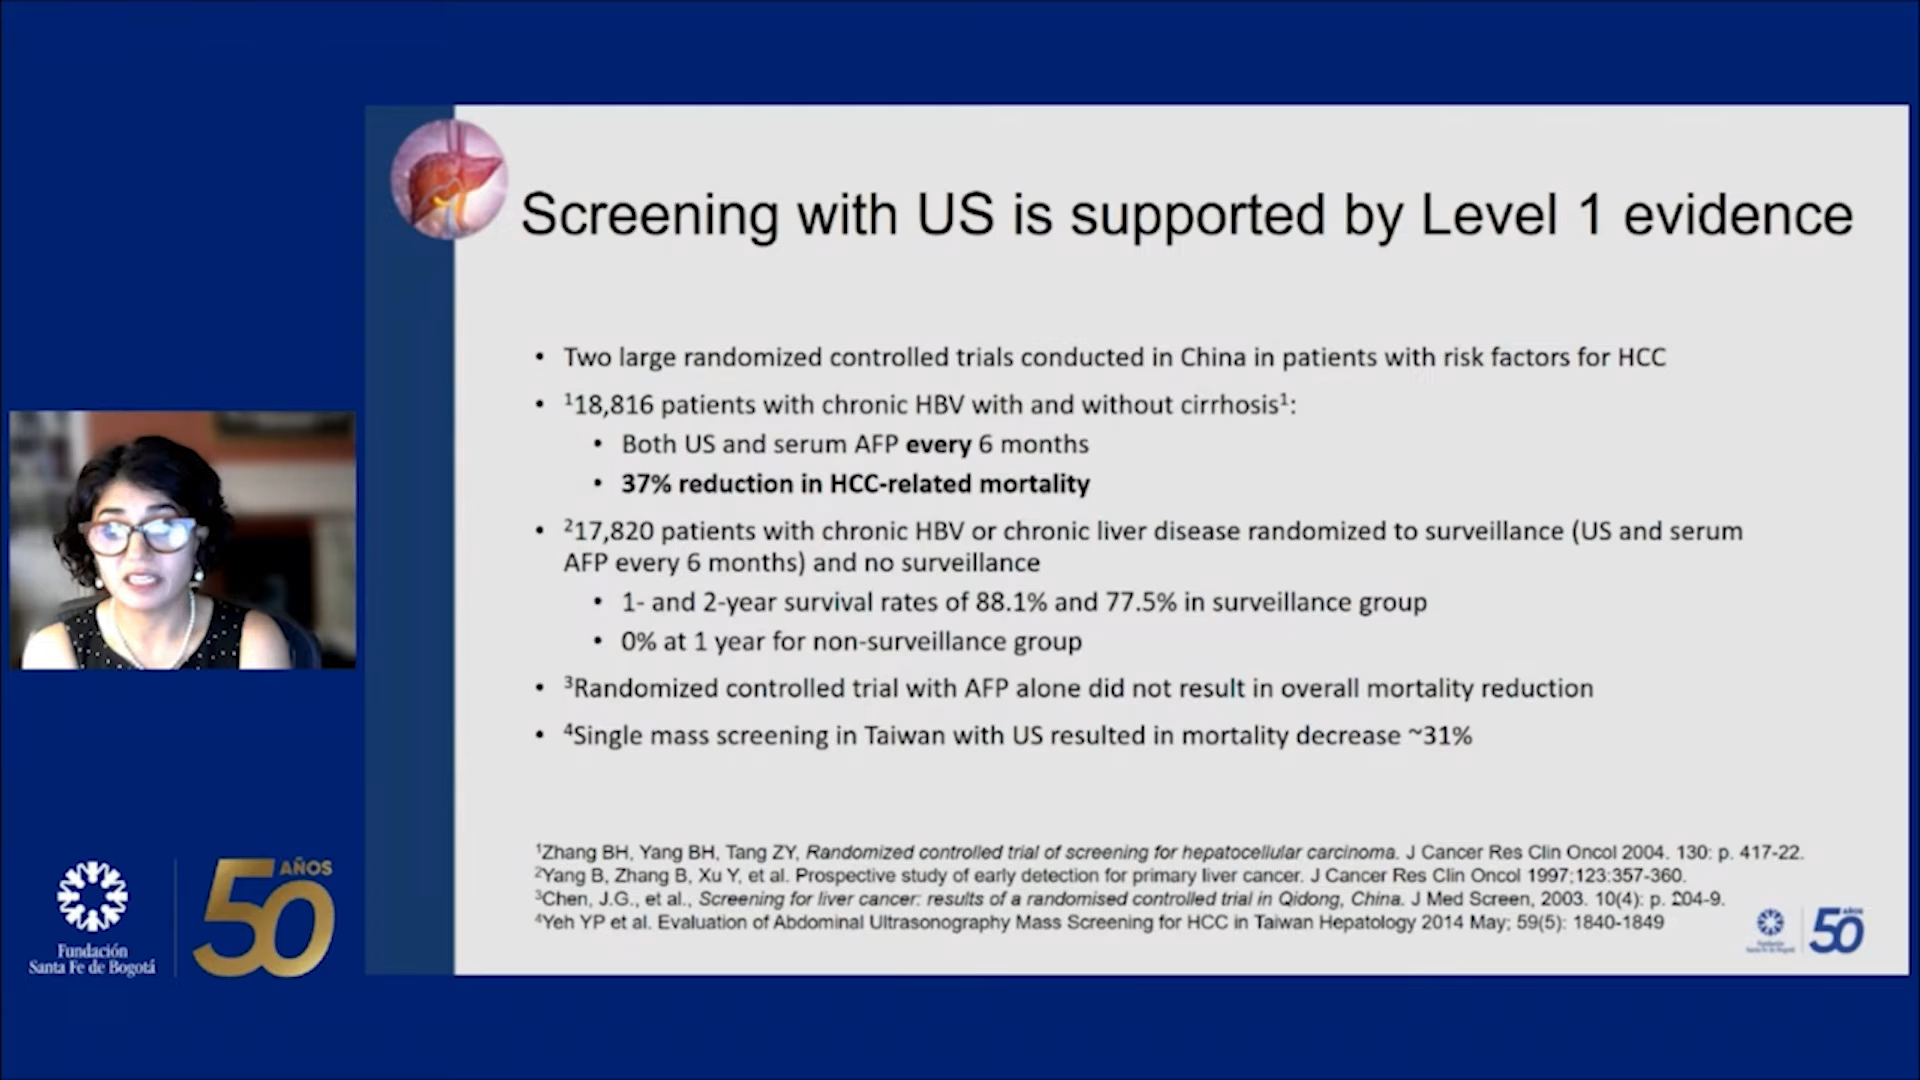 Screening with US is supported by Level 1 evidence
• Two large randomized controlled trials conducted in China in patients with risk factors for HCC
• ¹18,816 patients with chronic HBV with and without cirrhosis¹:
• Both US and serum AFP every 6 months
• 37% reduction in HCC-related mortality
• ²17,820 patients with chronic HBV or chronic liver disease randomized to surveillance (US and serum
AFP every 6 months) and no surveillance
• 1- and 2-year survival rates of 88.1% and 77.5% in surveillance group
• 0% at 1 year for non-surveillance group
• ³Randomized controlled trial with AFP alone did not result in overall mortality reduction
• ⁴Single mass screening in Taiwan with US resulted in mortality decrease ~31%
¹Zhang BH, Yang BH, Tang ZY, Randomized controlled trial of screening for hepatocellular carcinoma. J Cancer Res Clin Oncol 2004. 130: p. 417-22.
²Yang B, Zhang B, Xu Y, et al. Prospective study of early detection for primary liver cancer. J Cancer Res Clin Oncol 1997;123:357-360.
³Chen, J.G., et al., Screening for liver cancer: results of a randomised controlled trial in Qidong, China. J Med Screen, 2003. 10(4): p. 204-9.
⁴Yeh YP et al. Evaluation of Abdominal Ultrasonography Mass Screening for HCC in Taiwan Hepatology 2014 May; 59(5): 1840-1849
Fundación
Santa Fe de Bogotá
50 AÑOS
Fundación
Santa Fe de Bogotá
50 AÑOS